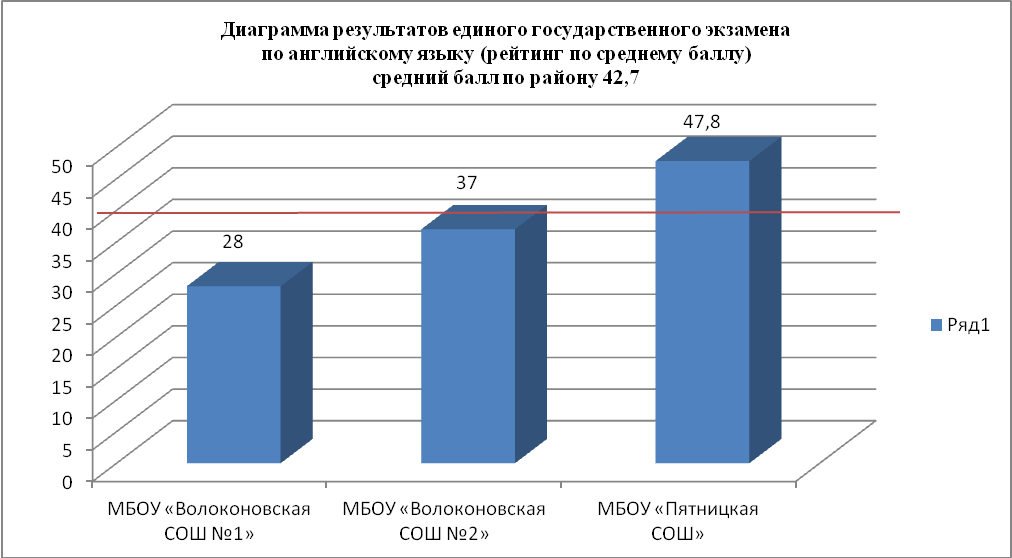 Диаграмма результатов единого государственного экзамена
по английскому языку (рейтинг по среднему баллу)
средний балл по району 42,7
47,8
37
28
50
45
40
35
30
25
20
15
10
5
0
Ряд1
МБОУ «Волоконовская
СОШ №1»
МБОУ «Волоконовская
СОШ №2»
МБОУ «Пятницкая
СОШ»